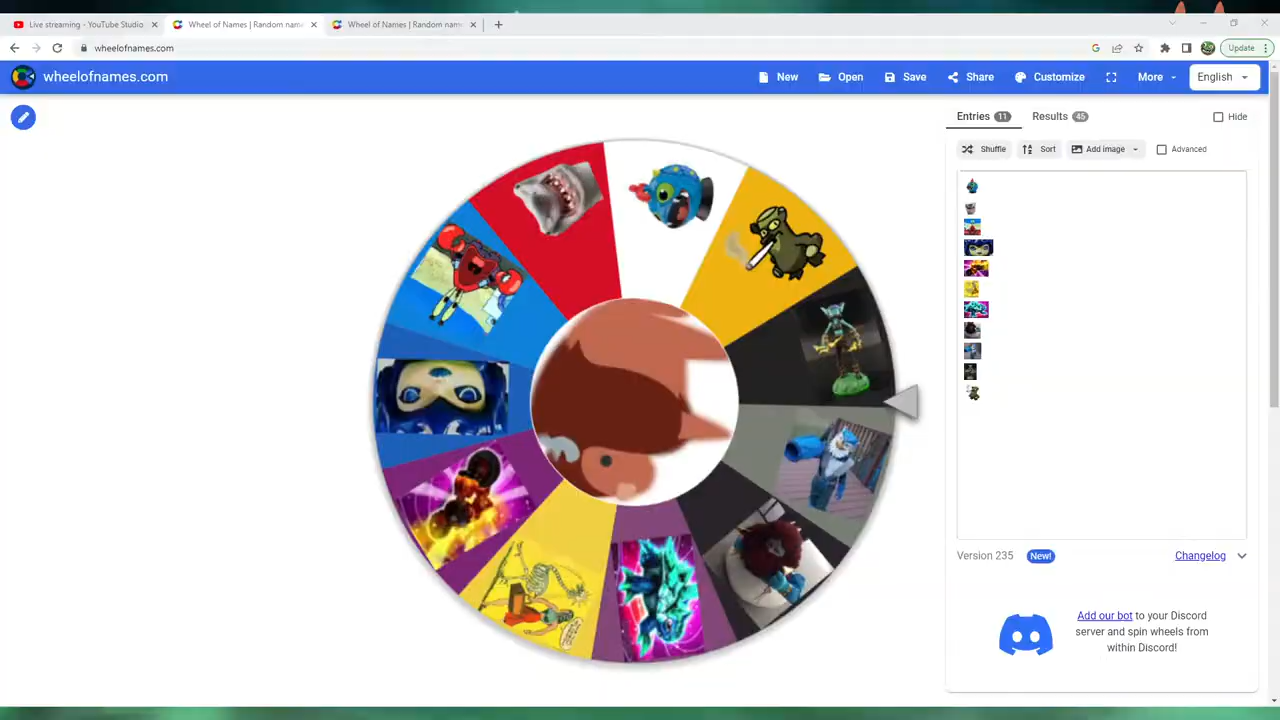 Live streaming - YouTube Studio
Wheel of Names | Random nam
Wheel of Names | Random nam
wheelofnames.com
Update
wheelofnames.com
New
Open
Save
Share
Customize
More
English
Entries 11
Results 45
Hide
Shuffle
Sort
Add image
Advanced
Version 235
New!
Changelog
Add our bot to your Discord
server and spin wheels from
within Discord!